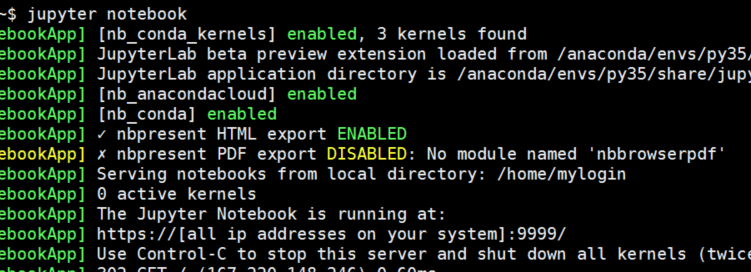 ~$ jupyter notebook
ebookApp] [nb_conda_kernels] enabled, 3 kernels found
ebookApp] JupyterLab beta preview extension loaded from /anaconda/envs/py35/
ebookApp] JupyterLab application directory is /anaconda/envs/py35/share/jupy
ebookApp] [nb_anacondacloud] enabled
ebookApp] [nb_conda] enabled
ebookApp] ✓ nbpresent HTML export ENABLED
ebookApp] ✗ nbpresent PDF export DISABLED: No module named 'nbbrowserpdf'
ebookApp] Serving notebooks from local directory: /home/mylogin
ebookApp] 0 active kernels
ebookApp] The Jupyter Notebook is running at:
ebookApp] https://[all ip addresses on your system]:9999/
ebookApp] Use Control-C to stop this server and shut down all kernels (twice